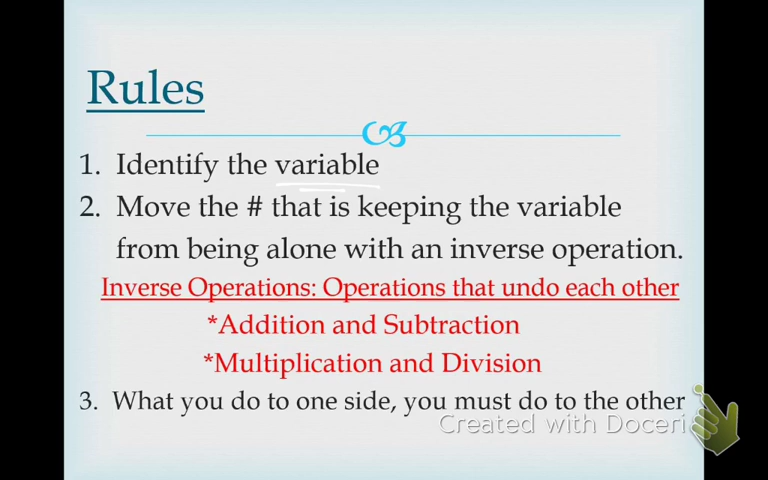 Rules
1. Identify the variable
2. Move the # that is keeping the variable
from being alone with an inverse operation.
Inverse Operations: Operations that undo each other
*Addition and Subtraction
*Multiplication and Division
3. What you do to one side, you must do to the other
Created with Doceri